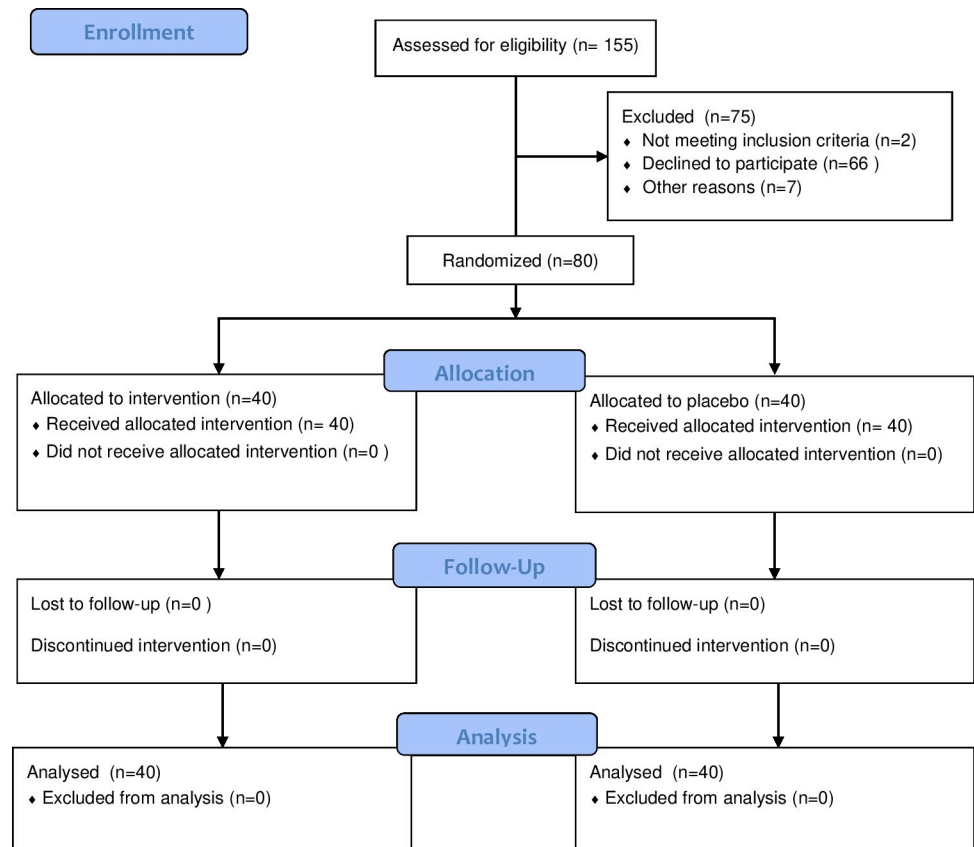 Enrollment
Assessed for eligibility (n= 155)
Excluded (n=75)
♦ Not meeting inclusion criteria (n=2)
♦ Declined to participate (n=66 )
♦ Other reasons (n=7)
Randomized (n=80)
Allocation
Allocated to intervention (n=40)
♦ Received allocated intervention (n= 40)
♦ Did not receive allocated intervention (n=0 )
Allocated to placebo (n=40)
♦ Received allocated intervention (n= 40)
♦ Did not receive allocated intervention (n=0)
Follow-Up
Lost to follow-up (n=0 )
Discontinued intervention (n=0)
Lost to follow-up (n=0)
Discontinued intervention (n=0)
Analysis
Analysed (n=40)
♦ Excluded from analysis (n=0)
Analysed (n=40)
♦ Excluded from analysis (n=0)